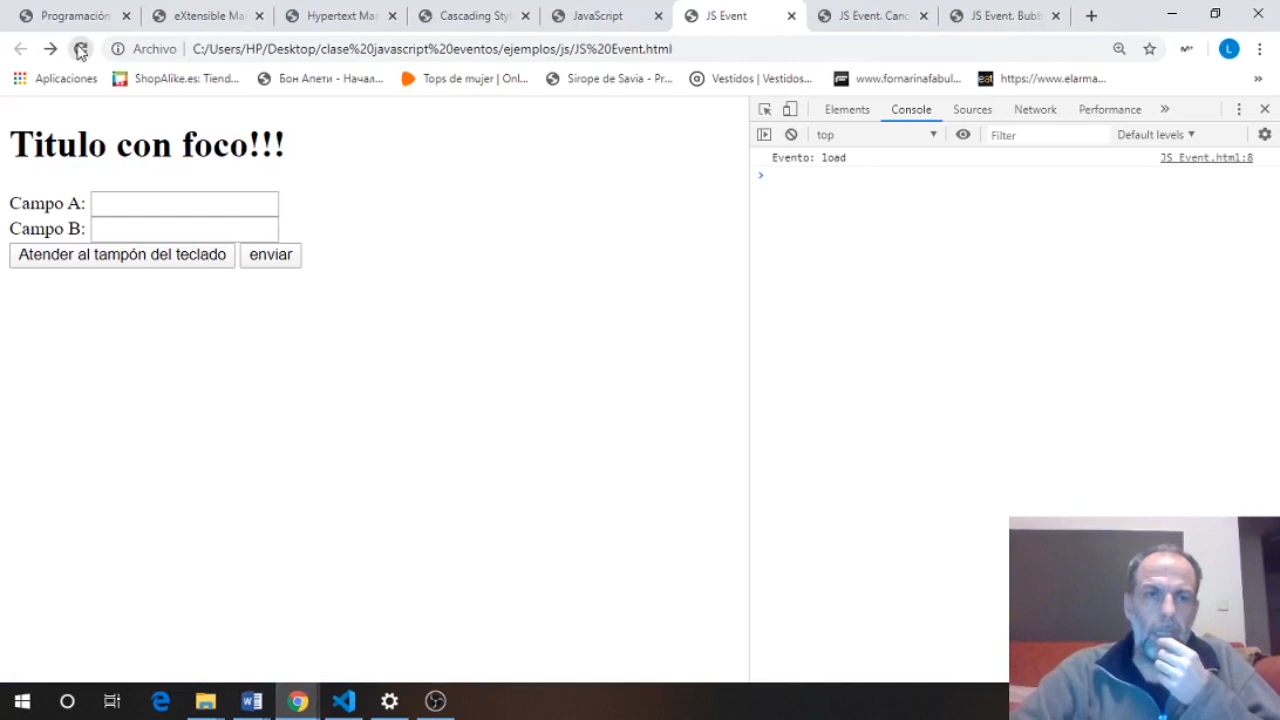 Programación
eXtensible Ma
Hypertext Mar
Cascading Styl
JavaScript
JS Event
JS Event. Canc
JS Event. Bubb
Archivo
C:/Users/HP/Desktop/clase%20javascript%20eventos/ejemplos/js/JS%20Event.html
L
Aplicaciones
ShopAlike.es: Tiend...
Бон Апети - Начал...
Tops de mujer | Onl...
Sirope de Savia - Pr...
Vestidos | Vestidos...
www.fornarinafabul...
eat
https://www.elarma...
»
Elements
Console
Sources
Network
Performance
»
top
Filter
Default levels
Evento: load
JS Event.html:8
>
Titulo con foco!!!
Campo A:
Campo B:
Atender al tampón del teclado
enviar